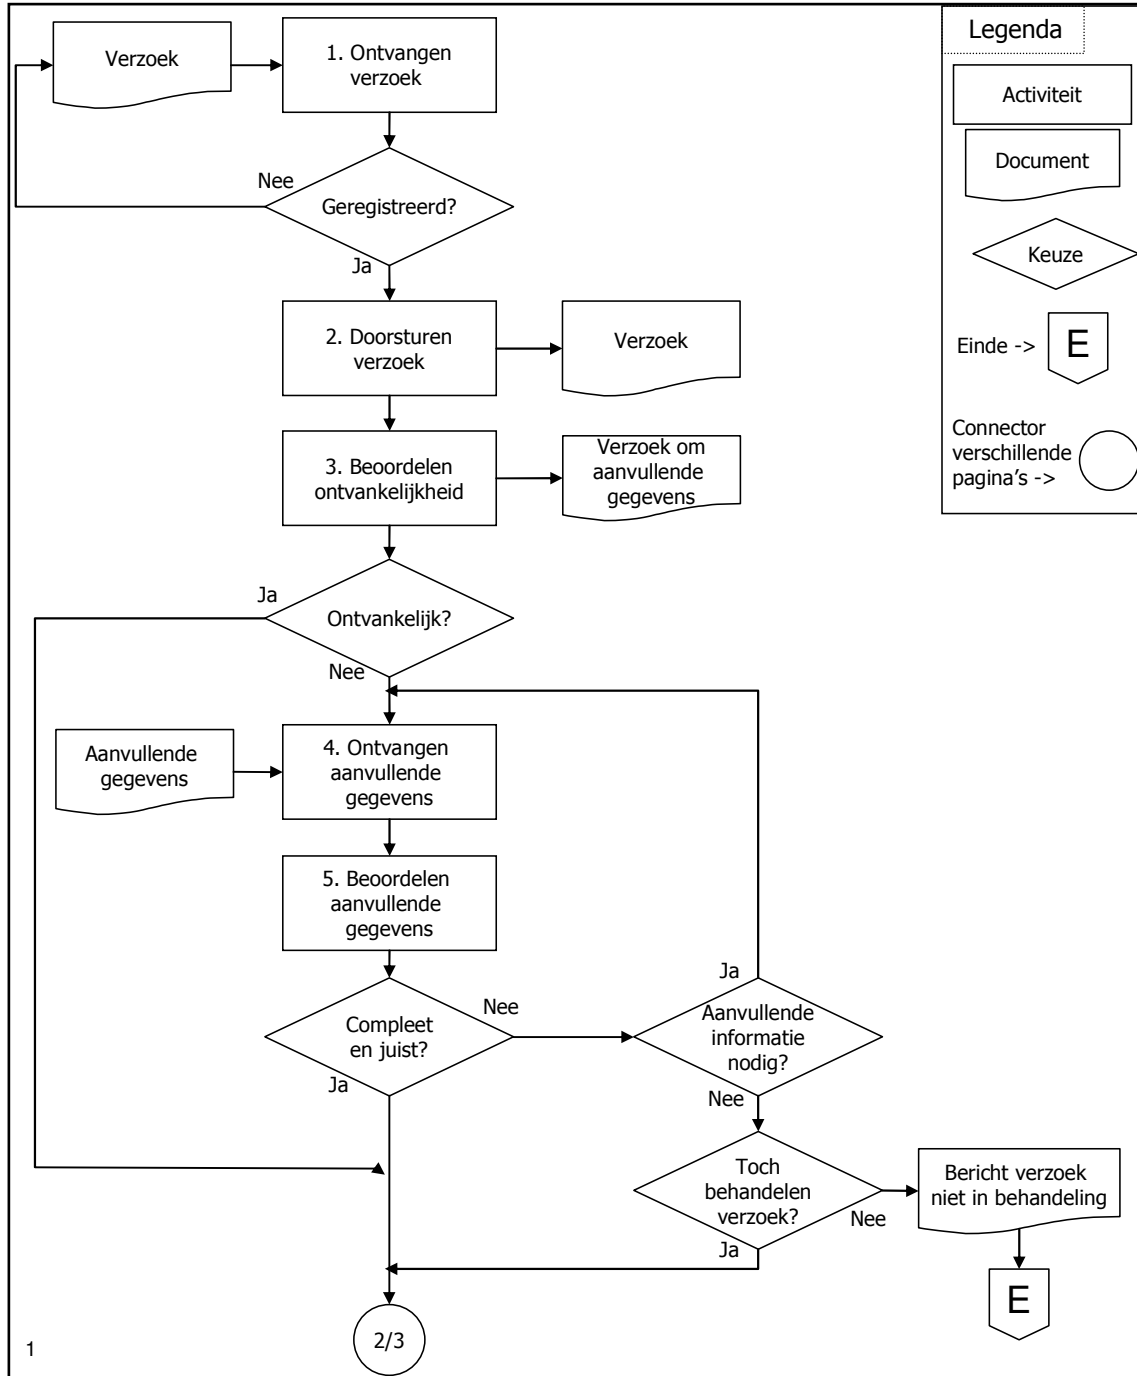 Verzoek
1. Ontvangen
verzoek
Nee
Geregistreerd?
Ja
2. Doorsturen
verzoek
Verzoek
3. Beoordelen
ontvankelijkheid
Verzoek om
aanvullende
gegevens
Ja
Ontvankelijk?
Nee
Aanvullende
gegevens
4. Ontvangen
aanvullende
gegevens
5. Beoordelen
aanvullende
gegevens
Compleet
en juist?
Nee
Ja
Ja
Aanvullende
informatie
nodig?
Nee
Toch
behandelen
verzoek?
Nee
Ja
Bericht verzoek
niet in behandeling
E
2/3
1
Legenda
Activiteit
Document
Keuze
Einde ->
E
Connector
verschillende
pagina's ->